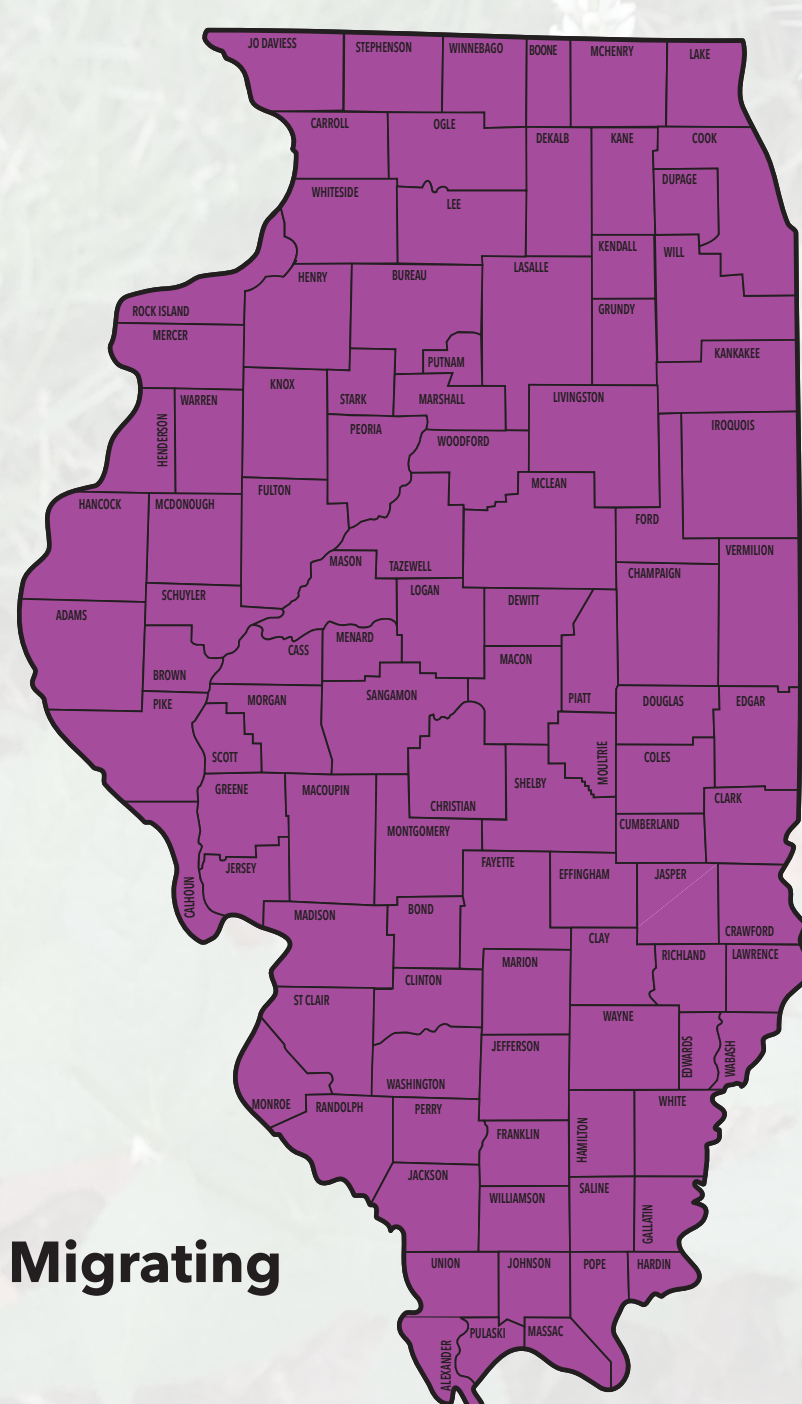 JO DAVIESS
STEPHENSON
WINNEBAGO
BOONE
MCHENRY
LAKE
CARROLL
OGLE
DEKALB
KANE
COOK
DUPAGE
WHITESIDE
LEE
KENDALL
WILL
LASALLE
HENRY
BUREAU
ROCK ISLAND
GRUNDY
MERCER
PUTNAM
KANKAKEE
KNOX
STARK
MARSHALL
LIVINGSTON
WARREN
HENDERSON
PEORIA
WOODFORD
IROQUOIS
HANCOCK
MCDONOUGH
FULTON
MCLEAN
FORD
VERMILION
MASON
TAZEWELL
CHAMPAIGN
SCHUYLER
LOGAN
DEWITT
ADAMS
MENARD
CASS
MACON
BROWN
PIKE
MORGAN
SANGAMON
PIATT
DOUGLAS
EDGAR
SCOTT
MOULTRIE
COLES
GREENE
MACOUPIN
SHELBY
CHRISTIAN
CLARK
MONTGOMERY
CUMBERLAND
JERSEY
FAYETTE
EFFINGHAM
JASPER
CALHOUN
MADISON
BOND
CRAWFORD
CLAY
MARION
RICHLAND
LAWRENCE
CLINTON
ST CLAIR
WAYNE
JEFFERSON
EDWARDS
WABASH
WASHINGTON
MONROE
RANDOLPH
PERRY
WHITE
FRANKLIN
HAMILTON
JACKSON
WILLIAMSON
SALINE
GALLATIN
Migrating
UNION
JOHNSON
POPE
HARDIN
PULASKI
MASSAC
ALEXANDER